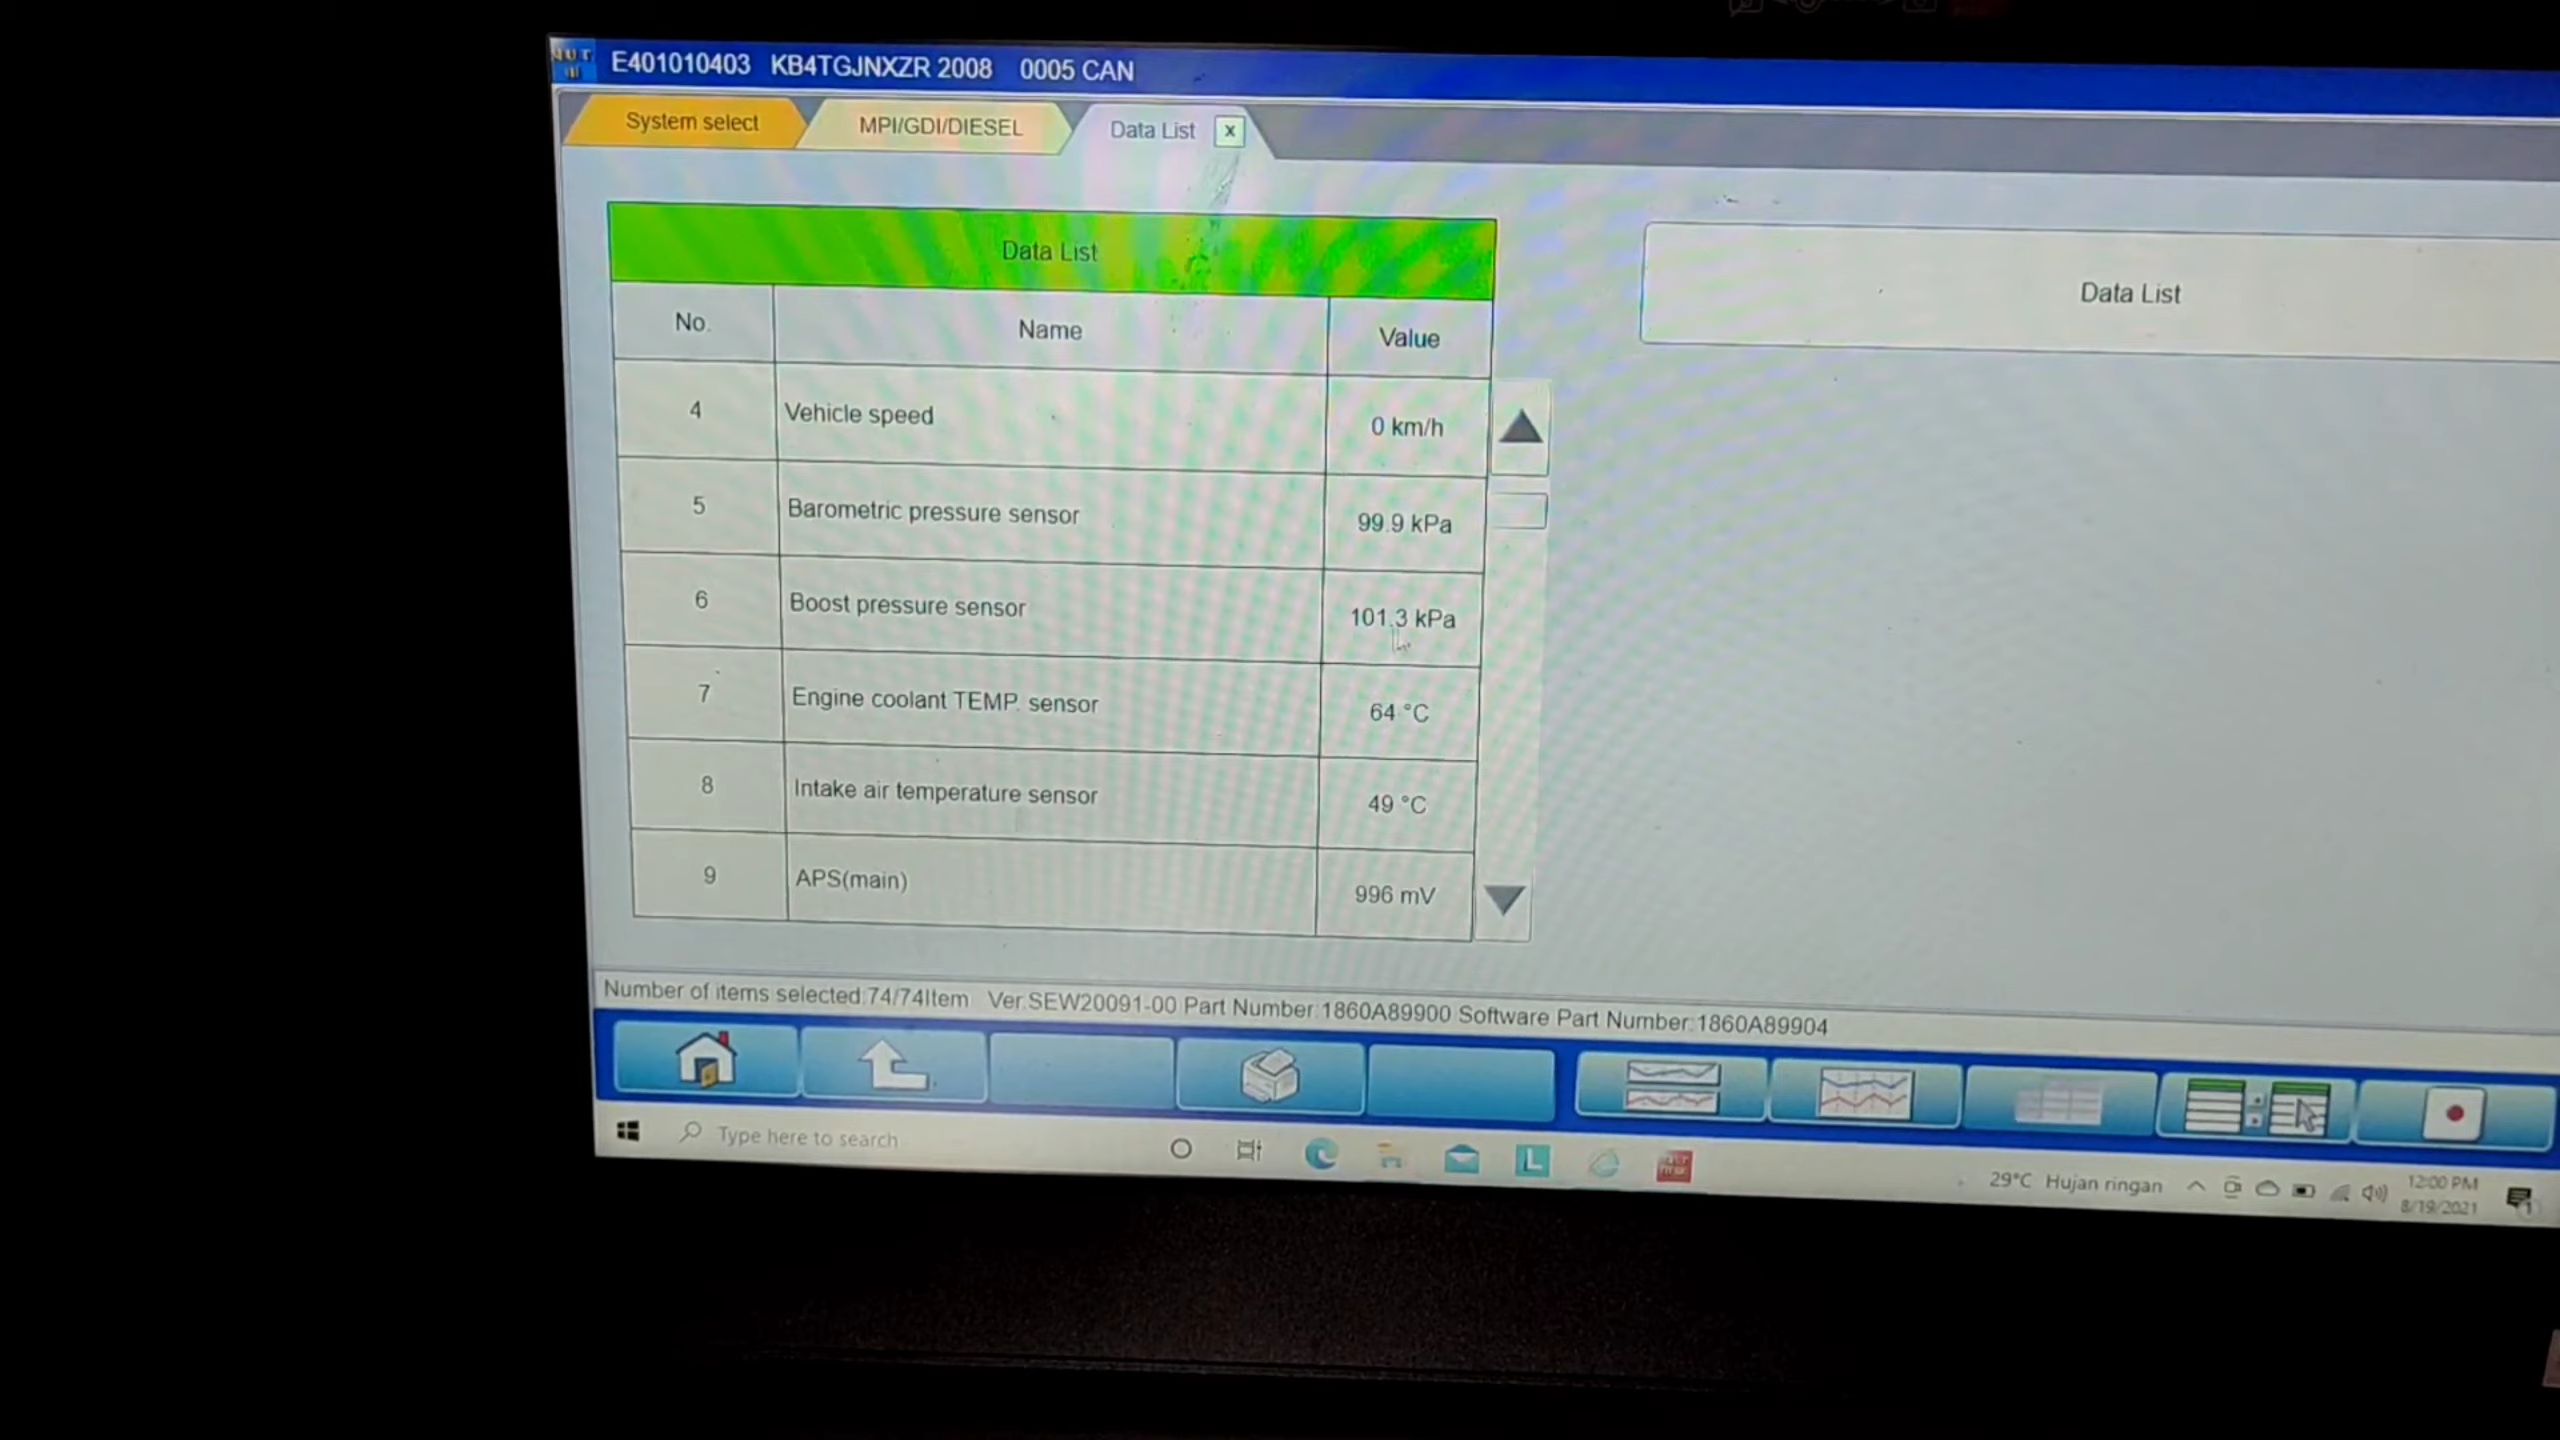 E401010403 KB4TGJNXZR 2008 0005 CAN
System select
MPI/GDI/DIESEL
Data List x
Data List
No. Name Value
4 Vehicle speed 0 km/h
5 Barometric pressure sensor 99.9 kPa
6 Boost pressure sensor 101.3 kPa
7 Engine coolant TEMP. sensor 64 °C
8 Intake air temperature sensor 49 °C
9 APS(main) 996 mV
Data List
Number of items selected:74/74Item Ver:SEW20091-00 Part Number:1860A89900 Software Part Number:1860A89904
Type here to search
29°C Hujan ringan
12:00 PM
8/19/2021